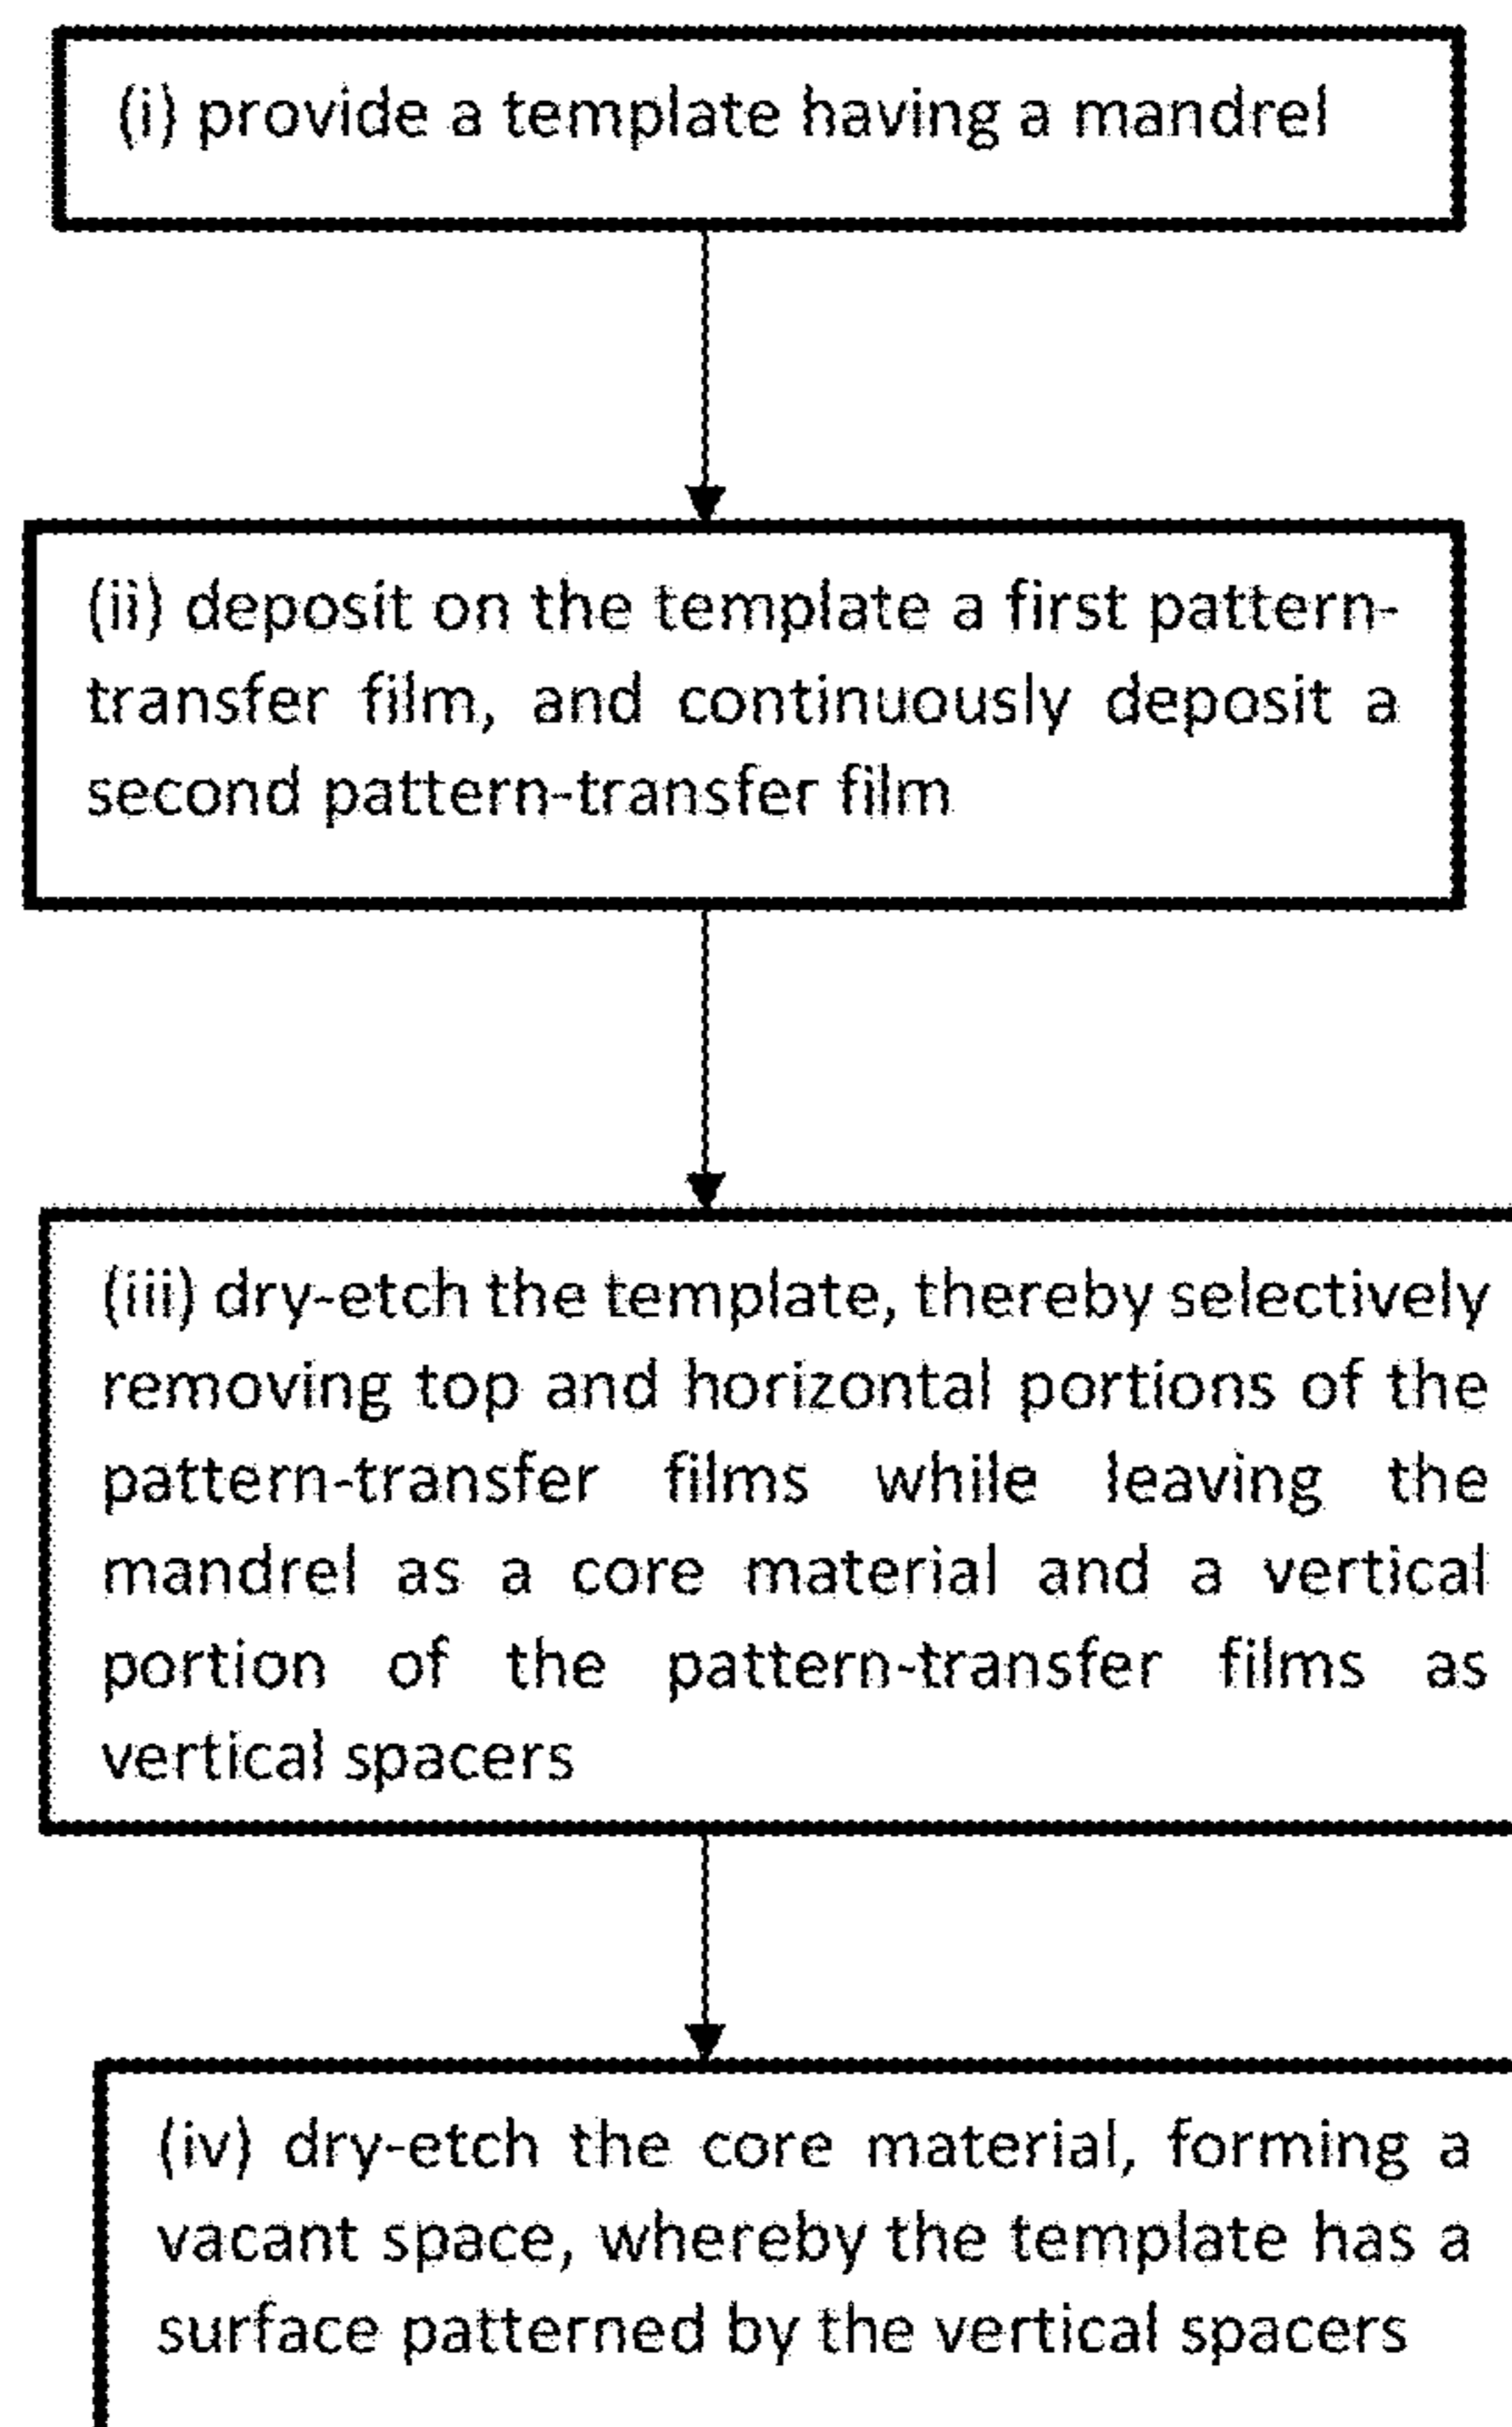 (i) provide a template having a mandrel
(ii) deposit on the template a first pattern-
transfer film, and continuously deposit a
second pattern-transfer film
(iii) dry-etch the template, thereby selectively
removing top and horizontal portions of the
pattern-transfer films while leaving the
mandrel as a core material and a vertical
portion of the pattern-transfer films as
vertical spacers
(iv) dry-etch the core material, forming a
vacant space, whereby the template has a
surface patterned by the vertical spacers